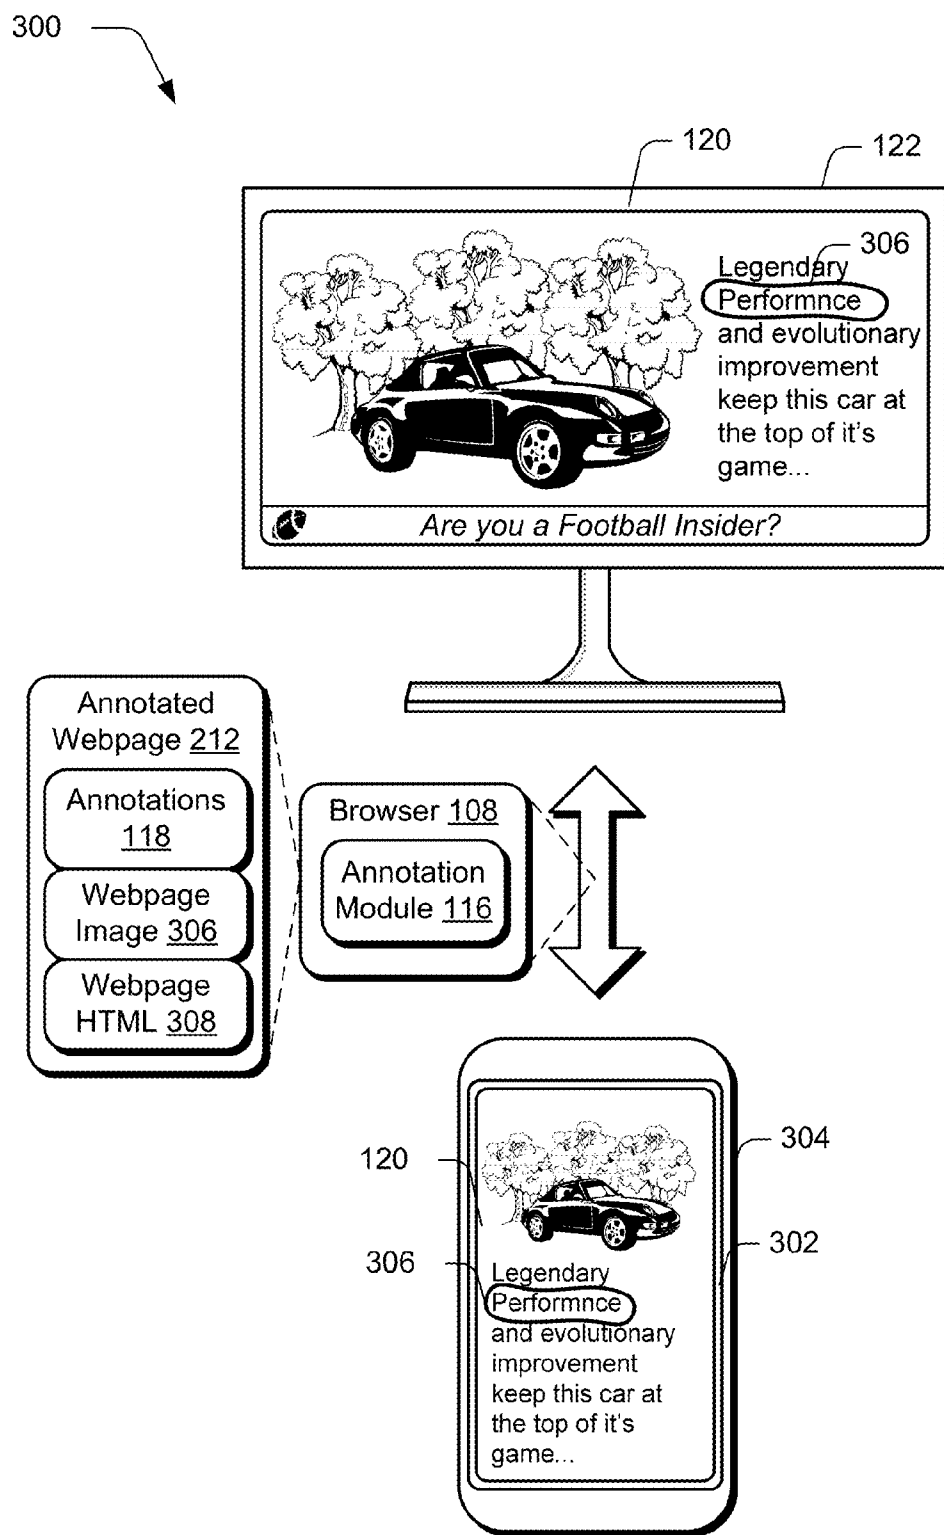 300
120
122
306
Legendary
Performnce
and evolutionary
improvement
keep this car at
the top of it's
game...
Are you a Football Insider?
Annotated
Webpage 212
Annotations
118
Webpage
Image 306
Webpage
HTML 308
Browser 108
Annotation
Module 116
304
120
302
306
Legendary
Performnce
and evolutionary
improvement
keep this car at
the top of it's
game...